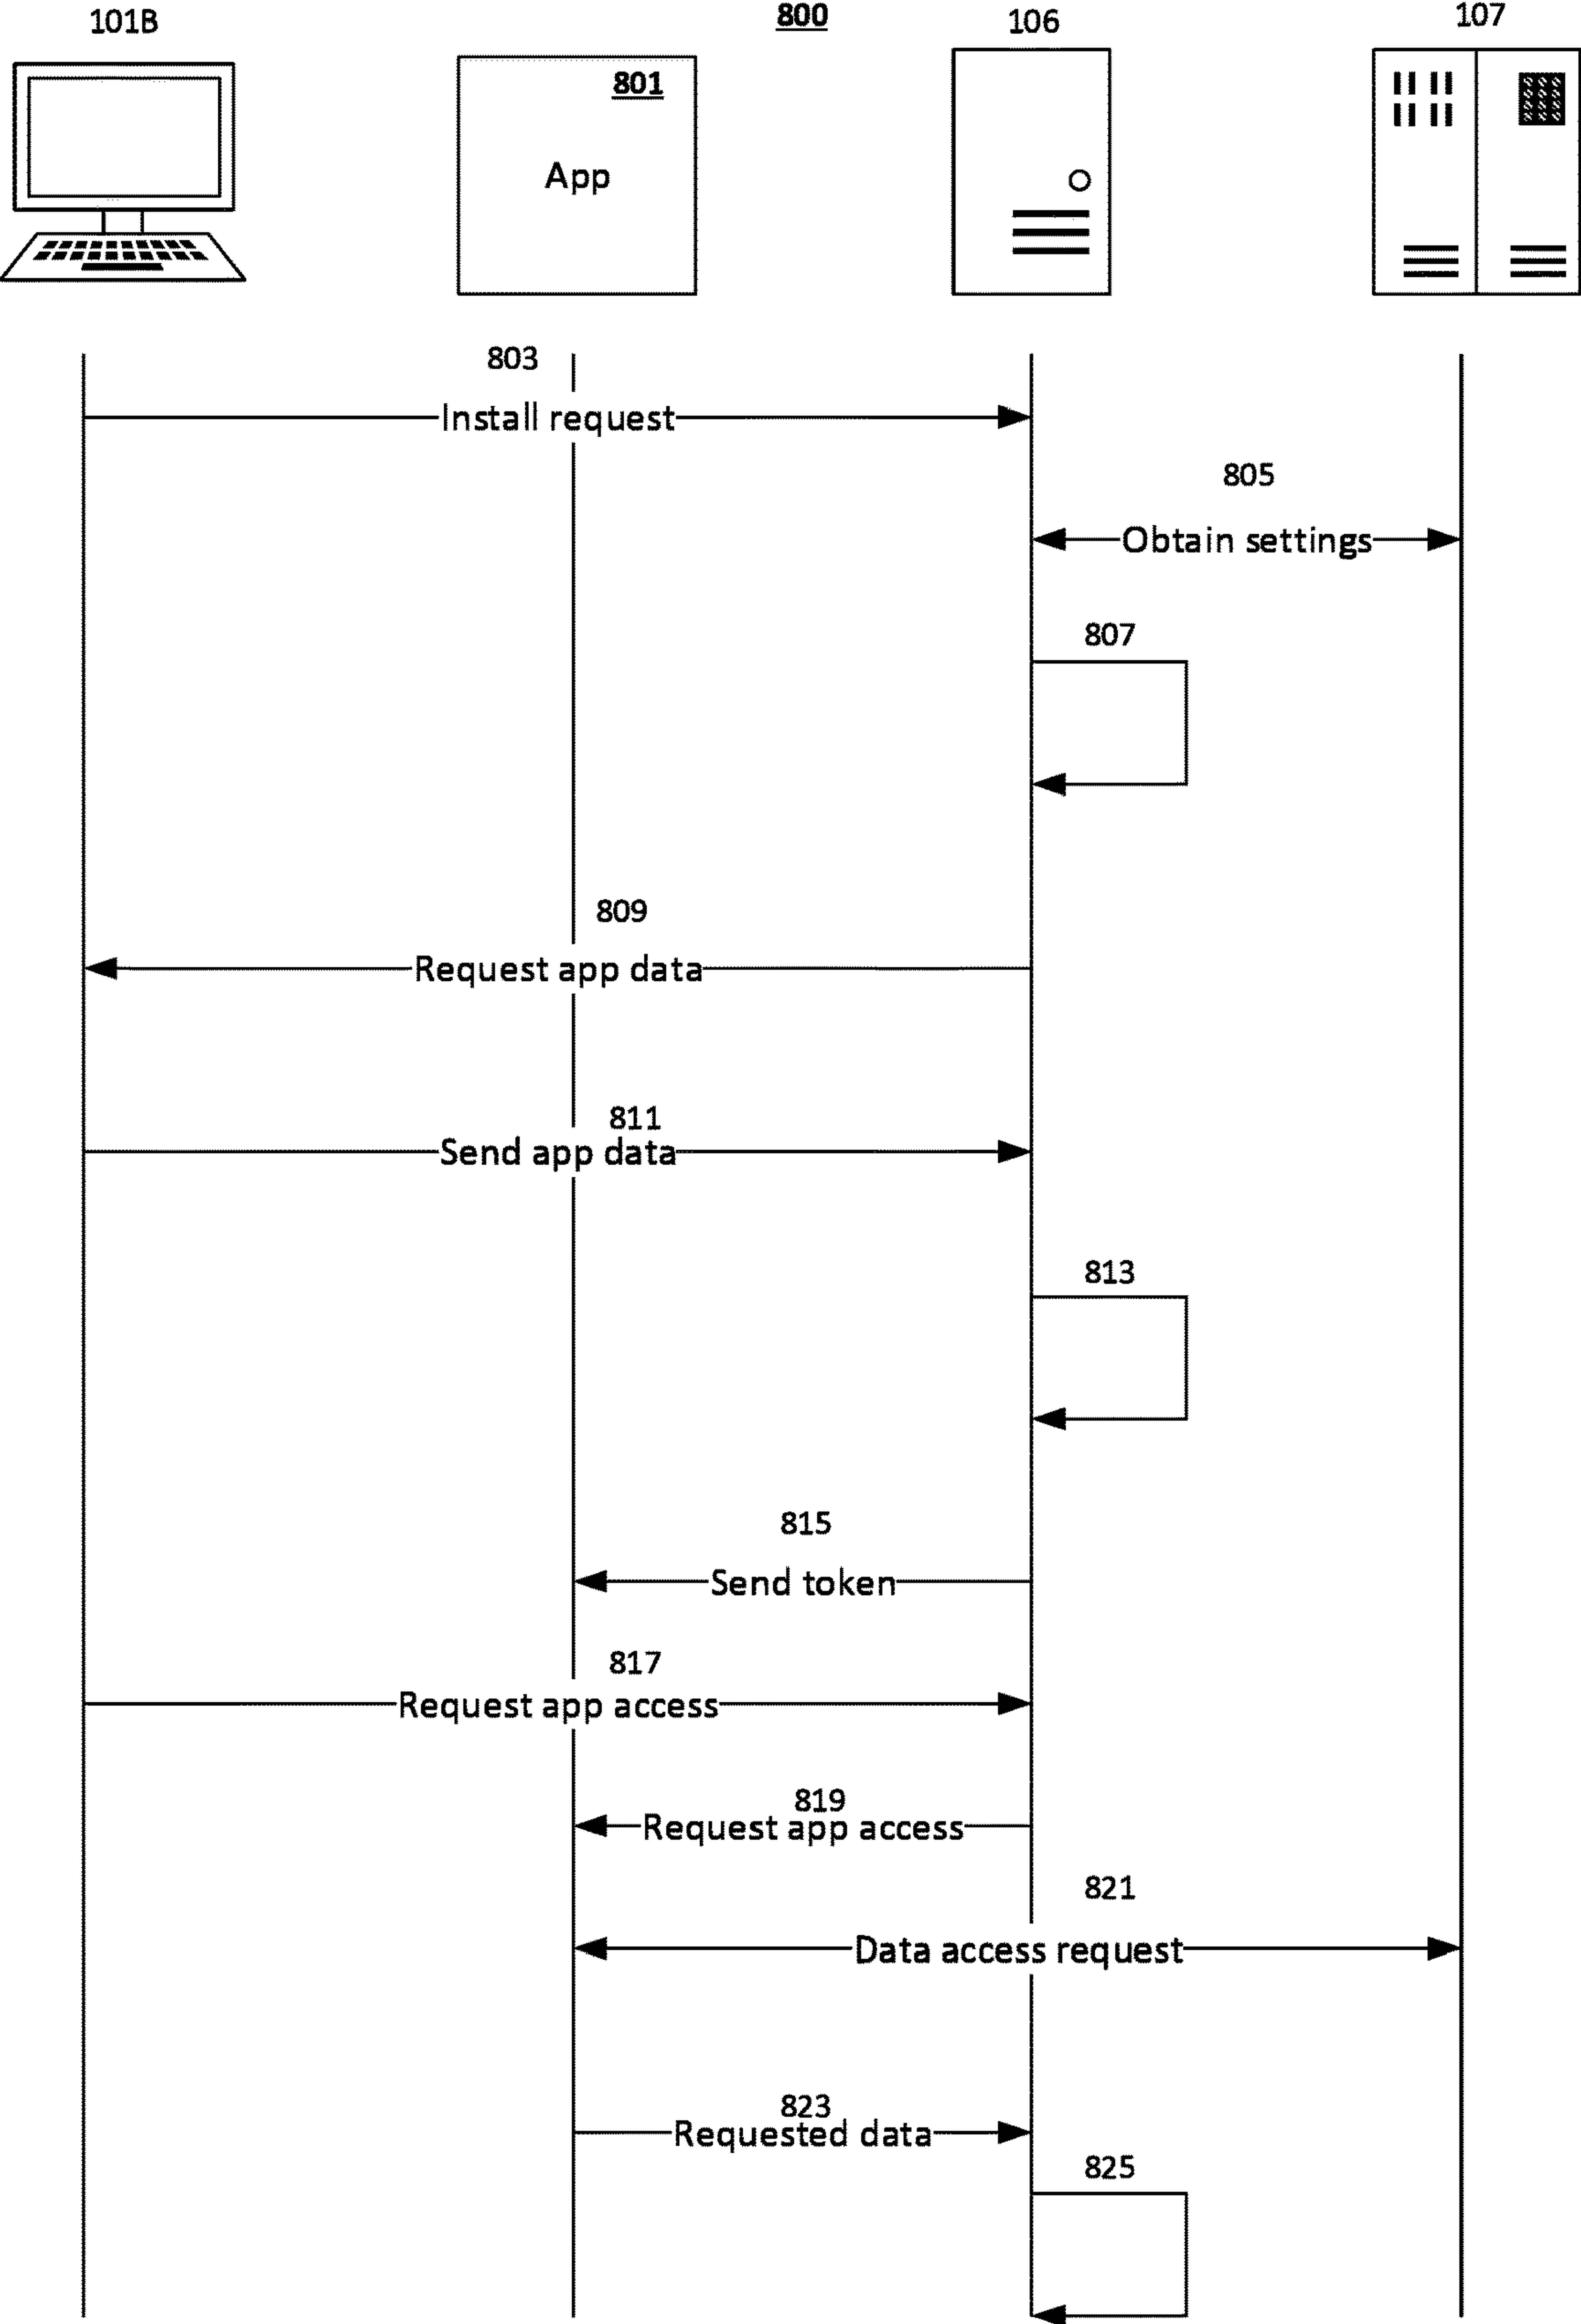 800
101B
106
107
801
App
803
Install request
805
Obtain settings
807
809
Request app data
811
Send app data
813
815
Send token
817
Request app access
819
Request app access
821
Data access request
823
Requested data
825